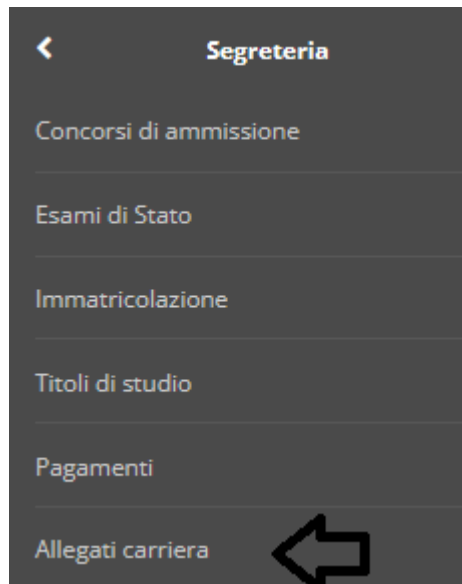 Segreteria
Concorsi di ammissione
Esami di Stato
Immatricolazione
Titoli di studio
Pagamenti
Allegati carriera